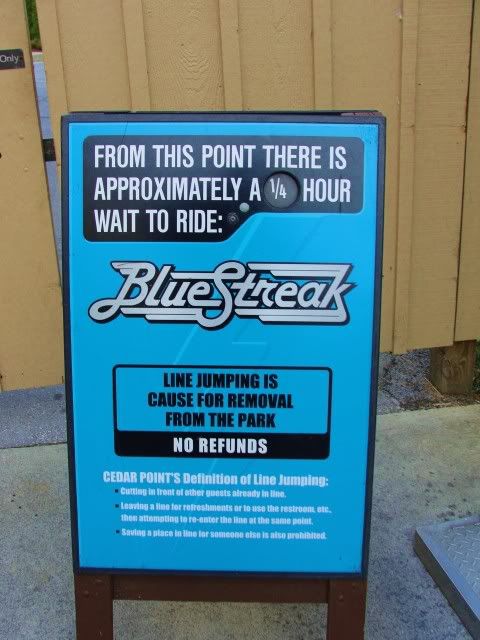 Only
FROM THIS POINT THERE IS
APPROXIMATELY A 1/4 HOUR
WAIT TO RIDE:
Blue Streak
LINE JUMPING IS
CAUSE FOR REMOVAL
FROM THE PARK
NO REFUNDS
CEDAR POINT'S Definition of Line Jumping:
▪ Cutting in front of other guests already in line.
▪ Leaving a line for refreshments or to use the restroom, etc.,
then attempting to re-enter the line at the same point.
▪ Saving a place in line for someone else is also prohibited.